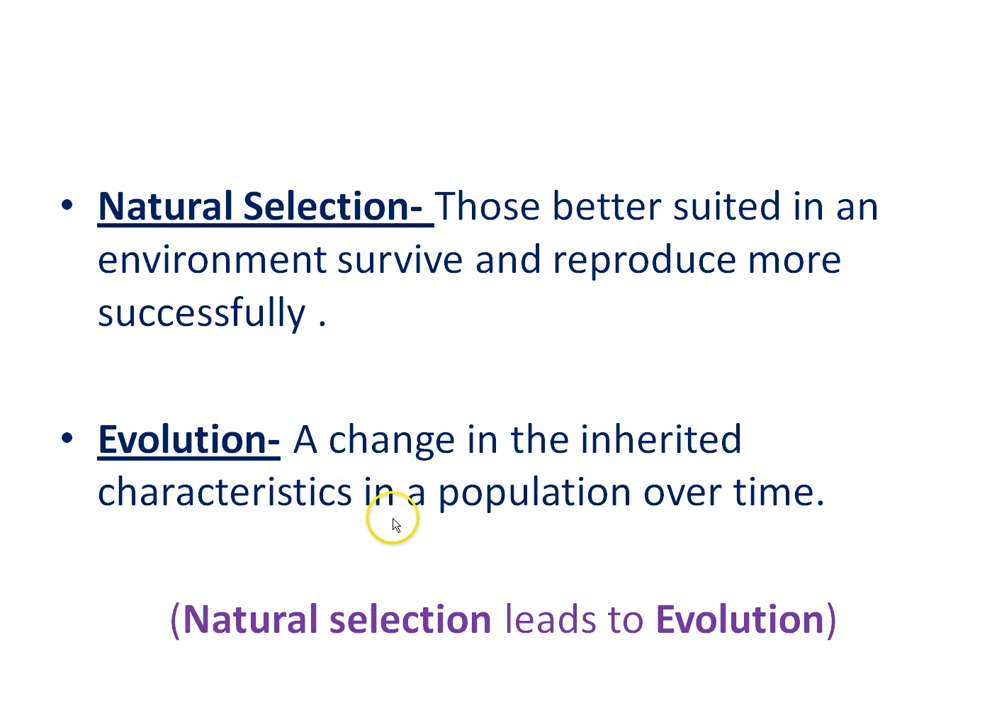 • Natural Selection- Those better suited in an
environment survive and reproduce more
successfully .
• Evolution- A change in the inherited
characteristics in a population over time.
(Natural selection leads to Evolution)